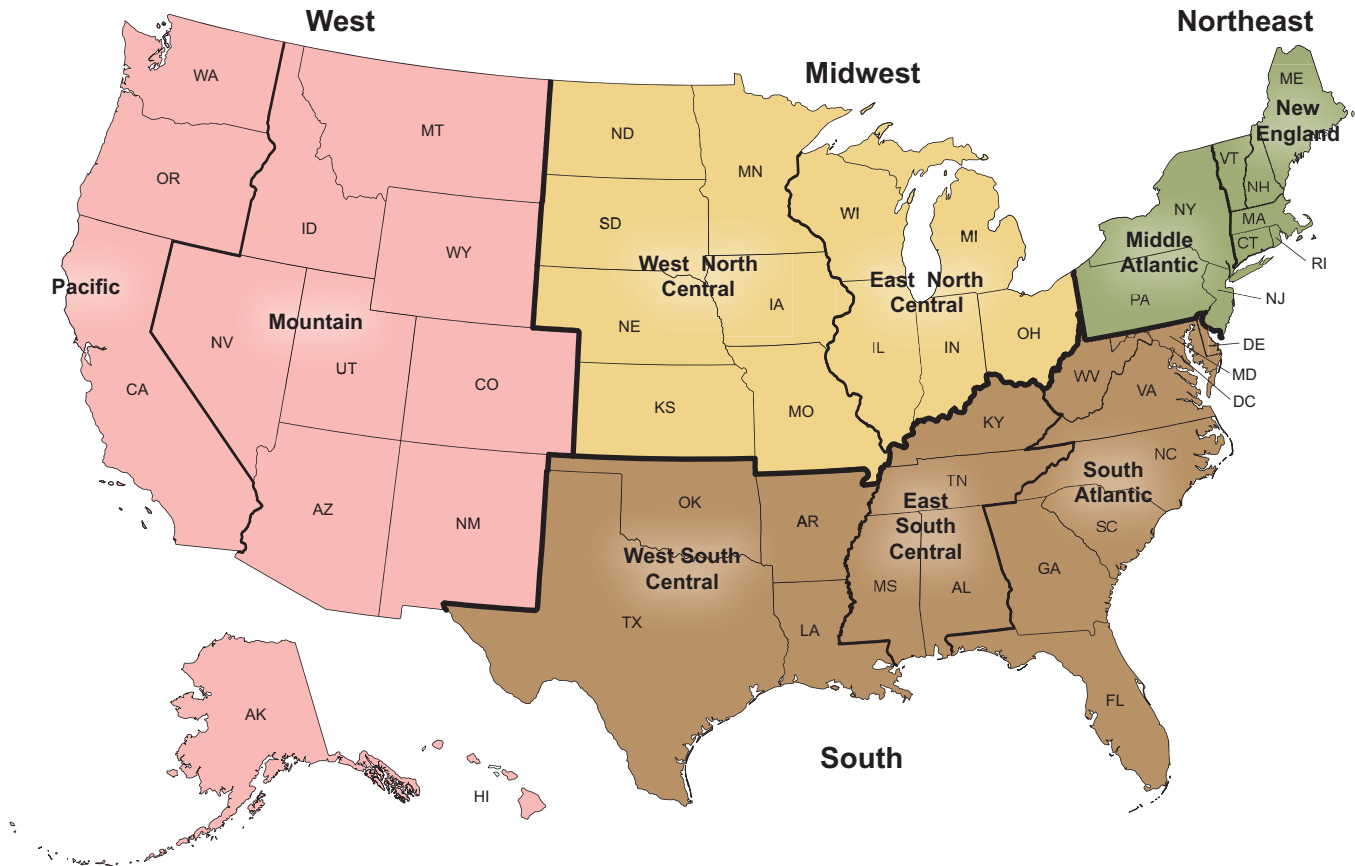 West
Northeast
Midwest
WA
MT
ND
MN
ME
New
England
OR
ID
WY
SD
WI
MI
VT
NH
NY
MA
CT
RI
Middle
Atlantic
PA
NJ
Pacific
Mountain
West North
Central
East North
Central
NV
UT
CO
CA
NE
IA
IL
IN
OH
DE
MD
DC
KS
MO
WV
VA
KY
NC
TN
AZ
NM
OK
AR
East
South
Central
South
Atlantic
SC
West South
Central
MS
AL
GA
TX
LA
FL
AK
HI
South